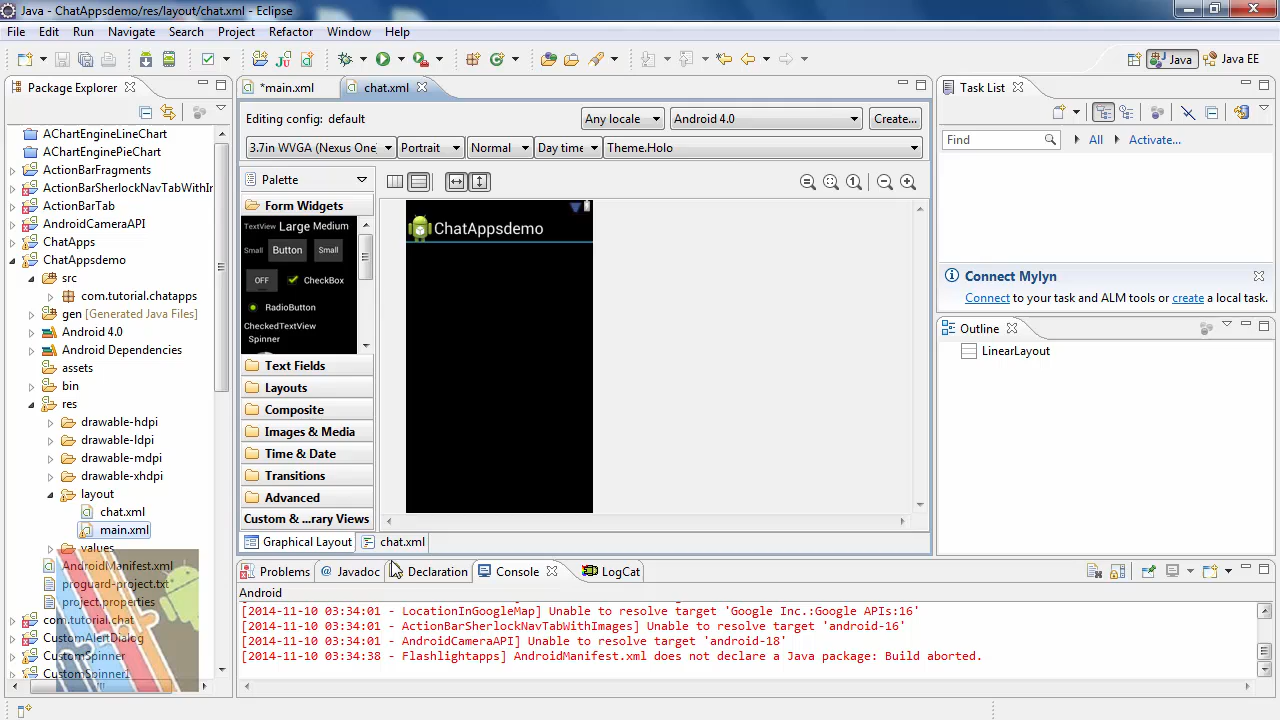 Java - ChatAppsdemo/res/layout/chat.xml - Eclipse
File Edit Run Navigate Search Project Refactor Window Help
Java Java EE
Package Explorer
AChartEngineLineChart
AChartEnginePieChart
ActionBarFragments
ActionBarSherlockNavTabWithIr
ActionBarTab
AndroidCameraAPI
ChatApps
ChatAppsdemo
src
com.tutorial.chatapps
gen [Generated Java Files]
Android 4.0
Android Dependencies
assets
bin
res
drawable-hdpi
drawable-ldpi
drawable-mdpi
drawable-xhdpi
layout
chat.xml
main.xml
values
AndroidManifest.xml
proguard-project.txt
project.properties
com.tutorial.chat
CustomAlertDialog
CustomSpinner
CustomSpinner1
*main.xml chat.xml
Editing config: default
Any locale Android 4.0 Create...
3.7in WVGA (Nexus One) Portrait Normal Day time Theme.Holo
Palette
Form Widgets
TextView Large Medium
Small Button Small
OFF CheckBox
RadioButton
CheckedTextView
Spinner
Text Fields
Layouts
Composite
Images & Media
Time & Date
Transitions
Advanced
Custom & ...rary Views
ChatAppsdemo
Graphical Layout chat.xml
Task List
Find All Activate...
Connect Mylyn
Connect to your task and ALM tools or create a local task.
Outline
LinearLayout
Problems @ Javadoc Declaration Console LogCat
Android
[2014-11-10 03:34:01 - LocationInGoogleMap] Unable to resolve target 'Google Inc.:Google APIs:16'
[2014-11-10 03:34:01 - ActionBarSherlockNavTabWithImages] Unable to resolve target 'android-16'
[2014-11-10 03:34:01 - AndroidCameraAPI] Unable to resolve target 'android-18'
[2014-11-10 03:34:38 - Flashlightapps] AndroidManifest.xml does not declare a Java package: Build aborted.